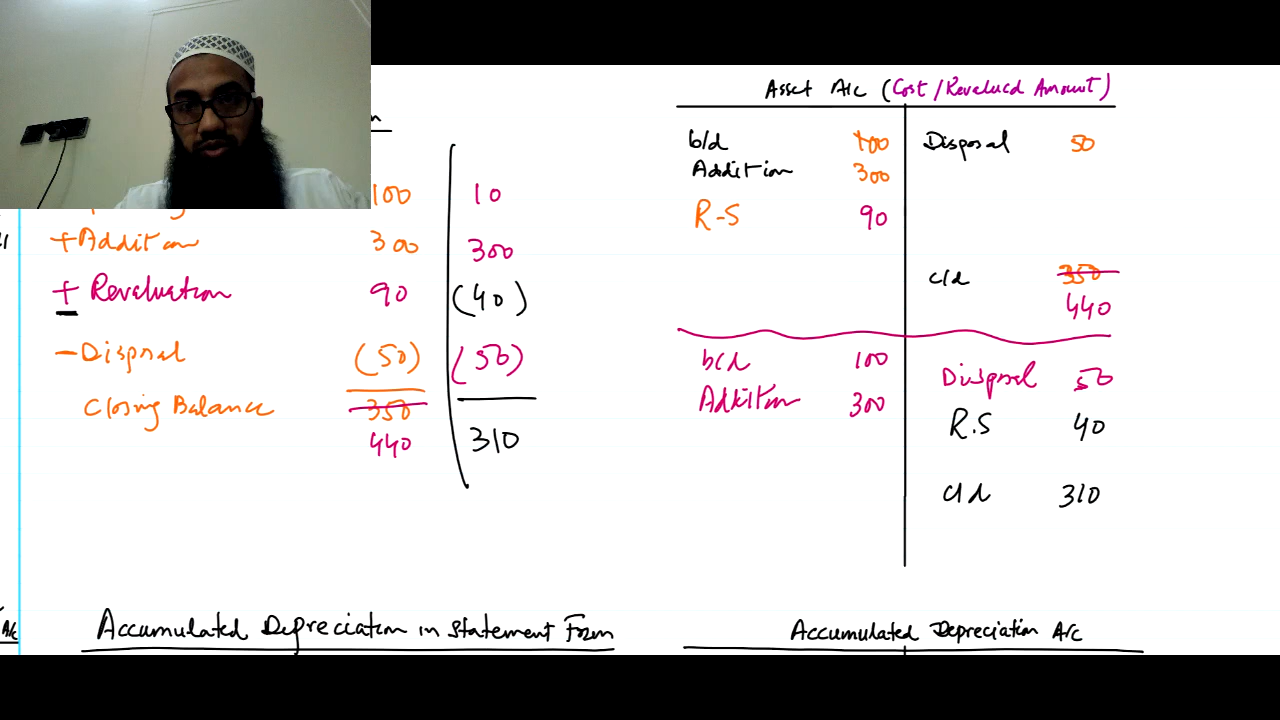 Asset A/c (Cost/Revalued Amount)
b/d 100 Disposal 50
Addition 300
R-S 90
c/d 350
440
b/d 100 Disposal 50
Addition 300 R.S 40
c/d 310
100 10
+ Addition 300 300
+ Revaluation 90 (40)
- Disposal (50) (50)
Closing Balance 350
440 310
A/c
Accumulated Depreciation in Statement Form
Accumulated Depreciation A/c